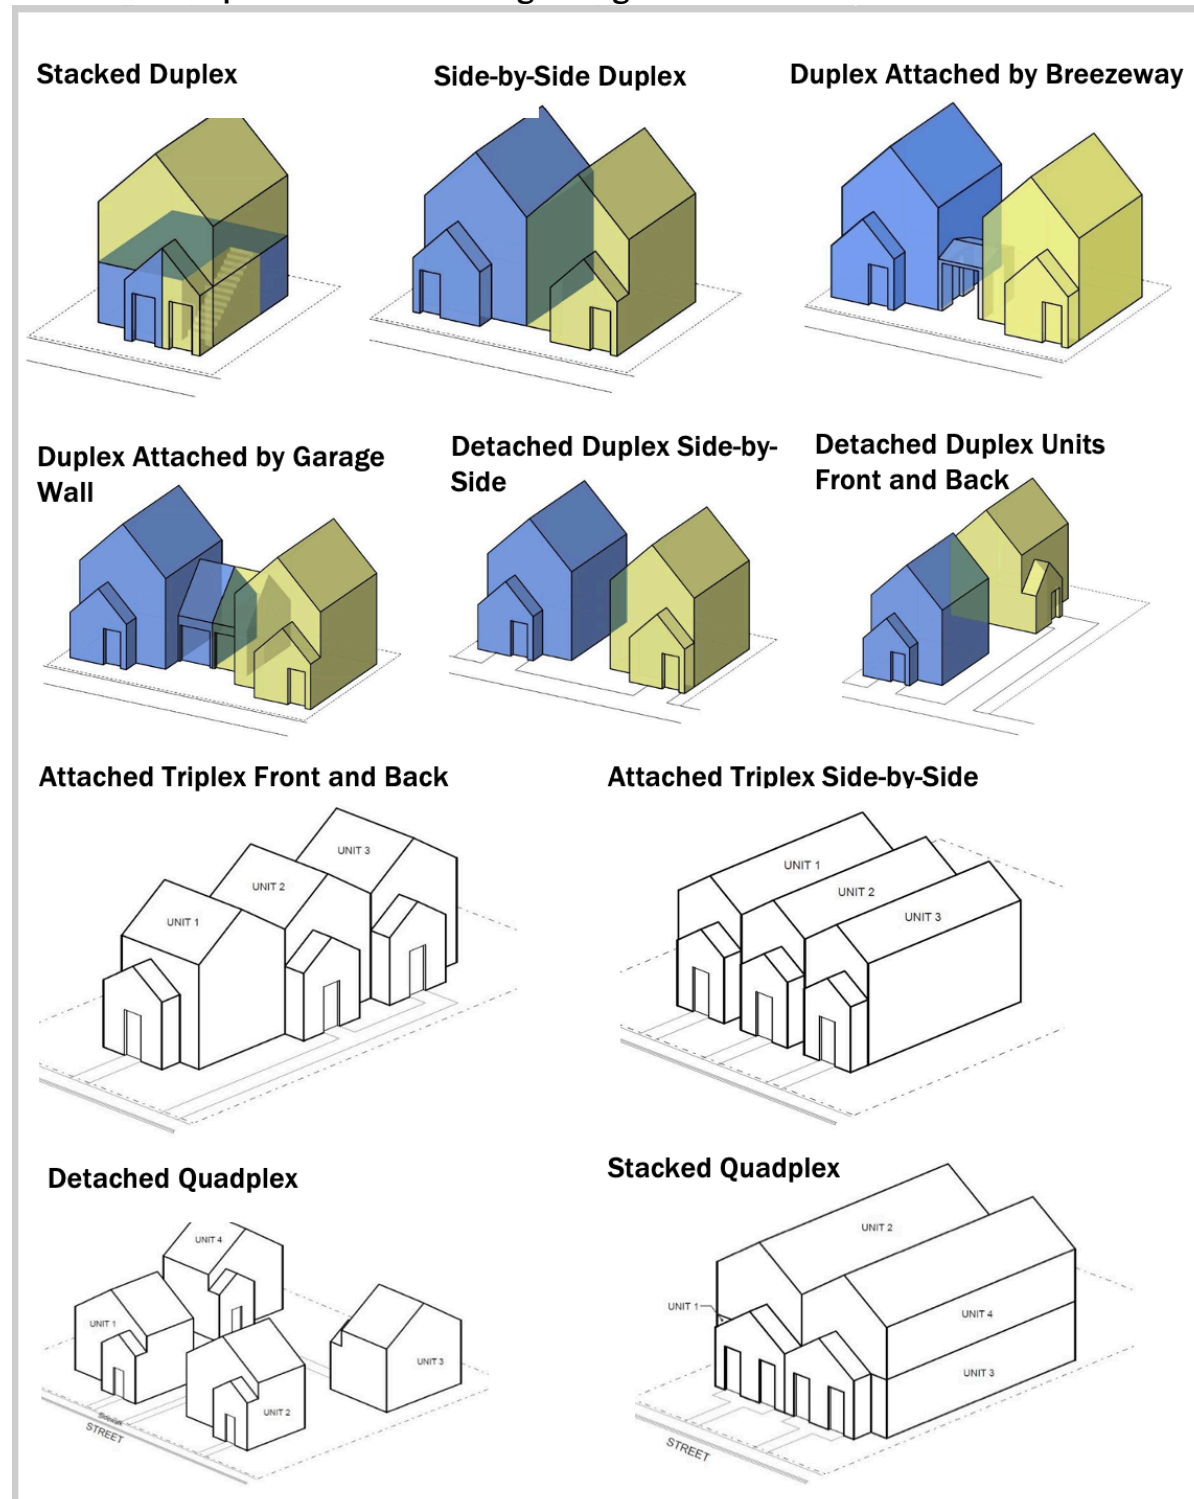 Stacked Duplex
Side-by-Side Duplex
Duplex Attached by Breezeway
Duplex Attached by Garage
Wall
Detached Duplex Side-by-
Side
Detached Duplex Units
Front and Back
Attached Triplex Front and Back
UNIT 3
UNIT 2
UNIT 1
Attached Triplex Side-by-Side
UNIT 1
UNIT 2
UNIT 3
Detached Quadplex
UNIT 4
UNIT 1
UNIT 3
UNIT 2
STREET
Stacked Quadplex
UNIT 2
UNIT 1
UNIT 4
UNIT 3
STREET